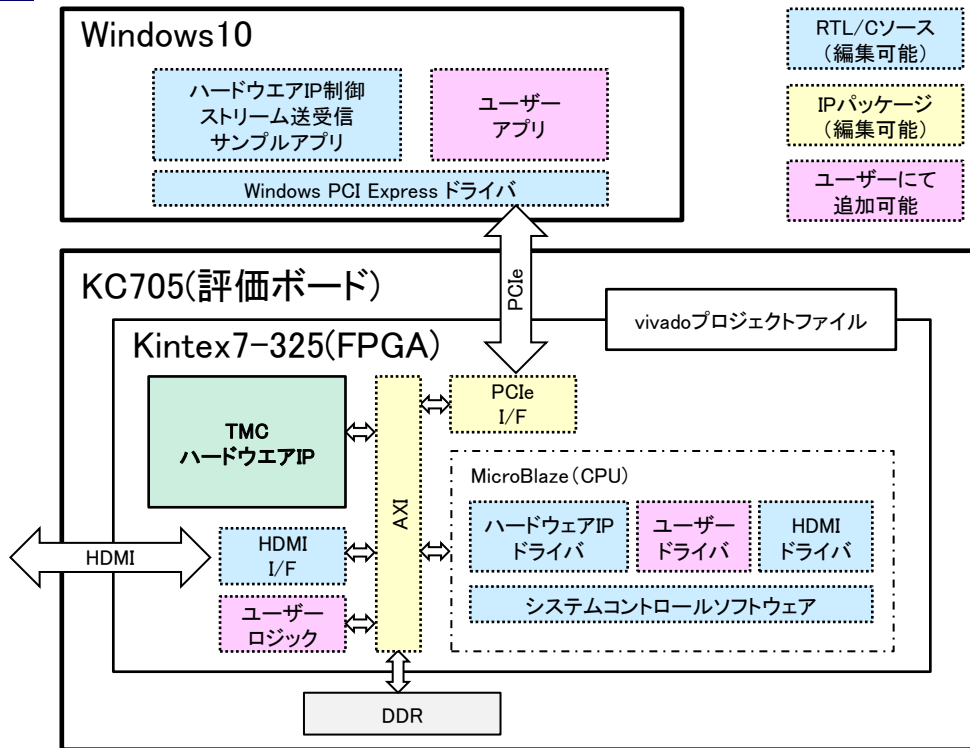 Windows10
ハードウエアIP制御
ストリーム送受信
サンプルアプリ
ユーザー
アプリ
Windows PCI Express ドライバ
RTL/Cソース
(編集可能)
IPパッケージ
(編集可能)
ユーザーにて
追加可能
PCIe
KC705(評価ボード)
vivadoプロジェクトファイル
Kintex7-325(FPGA)
TMC
ハードウエアIP
AXI
PCIe
I/F
MicroBlaze(CPU)
ハードウェアIP
ドライバ
ユーザー
ドライバ
HDMI
ドライバ
システムコントロールソフトウェア
HDMI
HDMI
I/F
ユーザー
ロジック
DDR